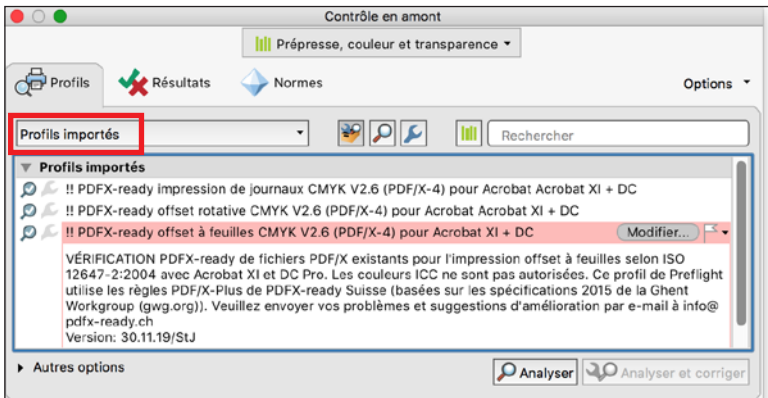 Contrôle en amont
Prépresse, couleur et transparence
Profils
Résultats
Normes
Options
Profils importés
Rechercher
Profils importés
!! PDFX-ready impression de journaux CMYK V2.6 (PDF/X-4) pour Acrobat Acrobat XI + DC
!! PDFX-ready offset rotative CMYK V2.6 (PDF/X-4) pour Acrobat Acrobat XI + DC
!! PDFX-ready offset à feuilles CMYK V2.6 (PDF/X-4) pour Acrobat XI + DC
Modifier...
VÉRIFICATION PDFX-ready de fichiers PDF/X existants pour l'impression offset à feuilles selon ISO
12647-2:2004 avec Acrobat XI et DC Pro. Les couleurs ICC ne sont pas autorisées. Ce profil de Preflight
utilise les règles PDF/X-Plus de PDFX-ready Suisse (basées sur les spécifications 2015 de la Ghent
Workgroup (gwg.org)). Veuillez envoyer vos problèmes et suggestions d'amélioration par e-mail à info@
pdfx-ready.ch
Version: 30.11.19/StJ
Autres options
Analyser
Analyser et corriger